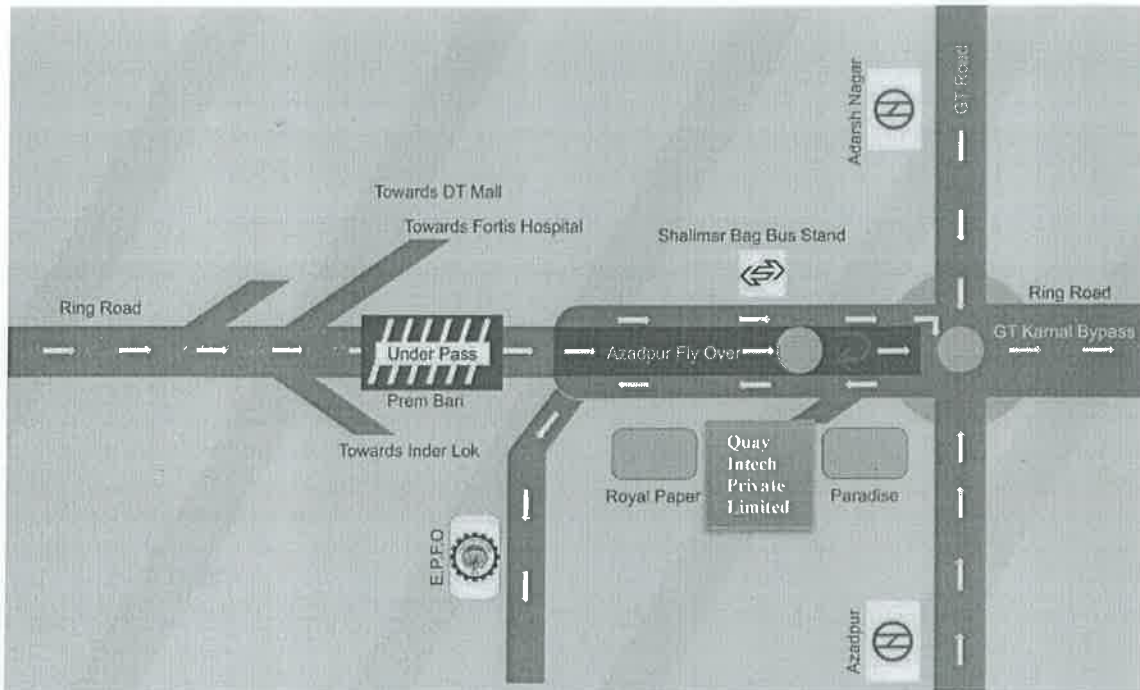 Adarsh Nagar
GT Road
Towards DT Mall
Towards Fortis Hospital
Shalimar Bag Bus Stand
Ring Road
Ring Road
GT Karnal Bypass
Under Pass
Azadpur Fly Over
Prem Bari
Towards Inder Lok
Royal Paper
Quay
Intech
Private
Limited
Paradise
E.P.F.O
Azadpur